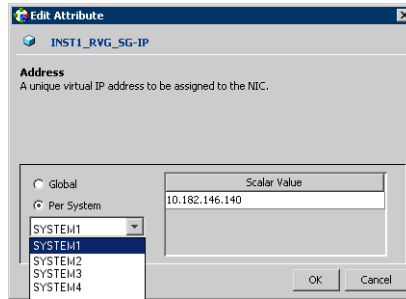 Edit Attribute
INST1_RVG_SG-IP
Address
A unique virtual IP address to be assigned to the NIC.
Global
Per System
SYSTEM1
SYSTEM1
SYSTEM2
SYSTEM3
SYSTEM4
Scalar Value
10.182.146.140
OK
Cancel